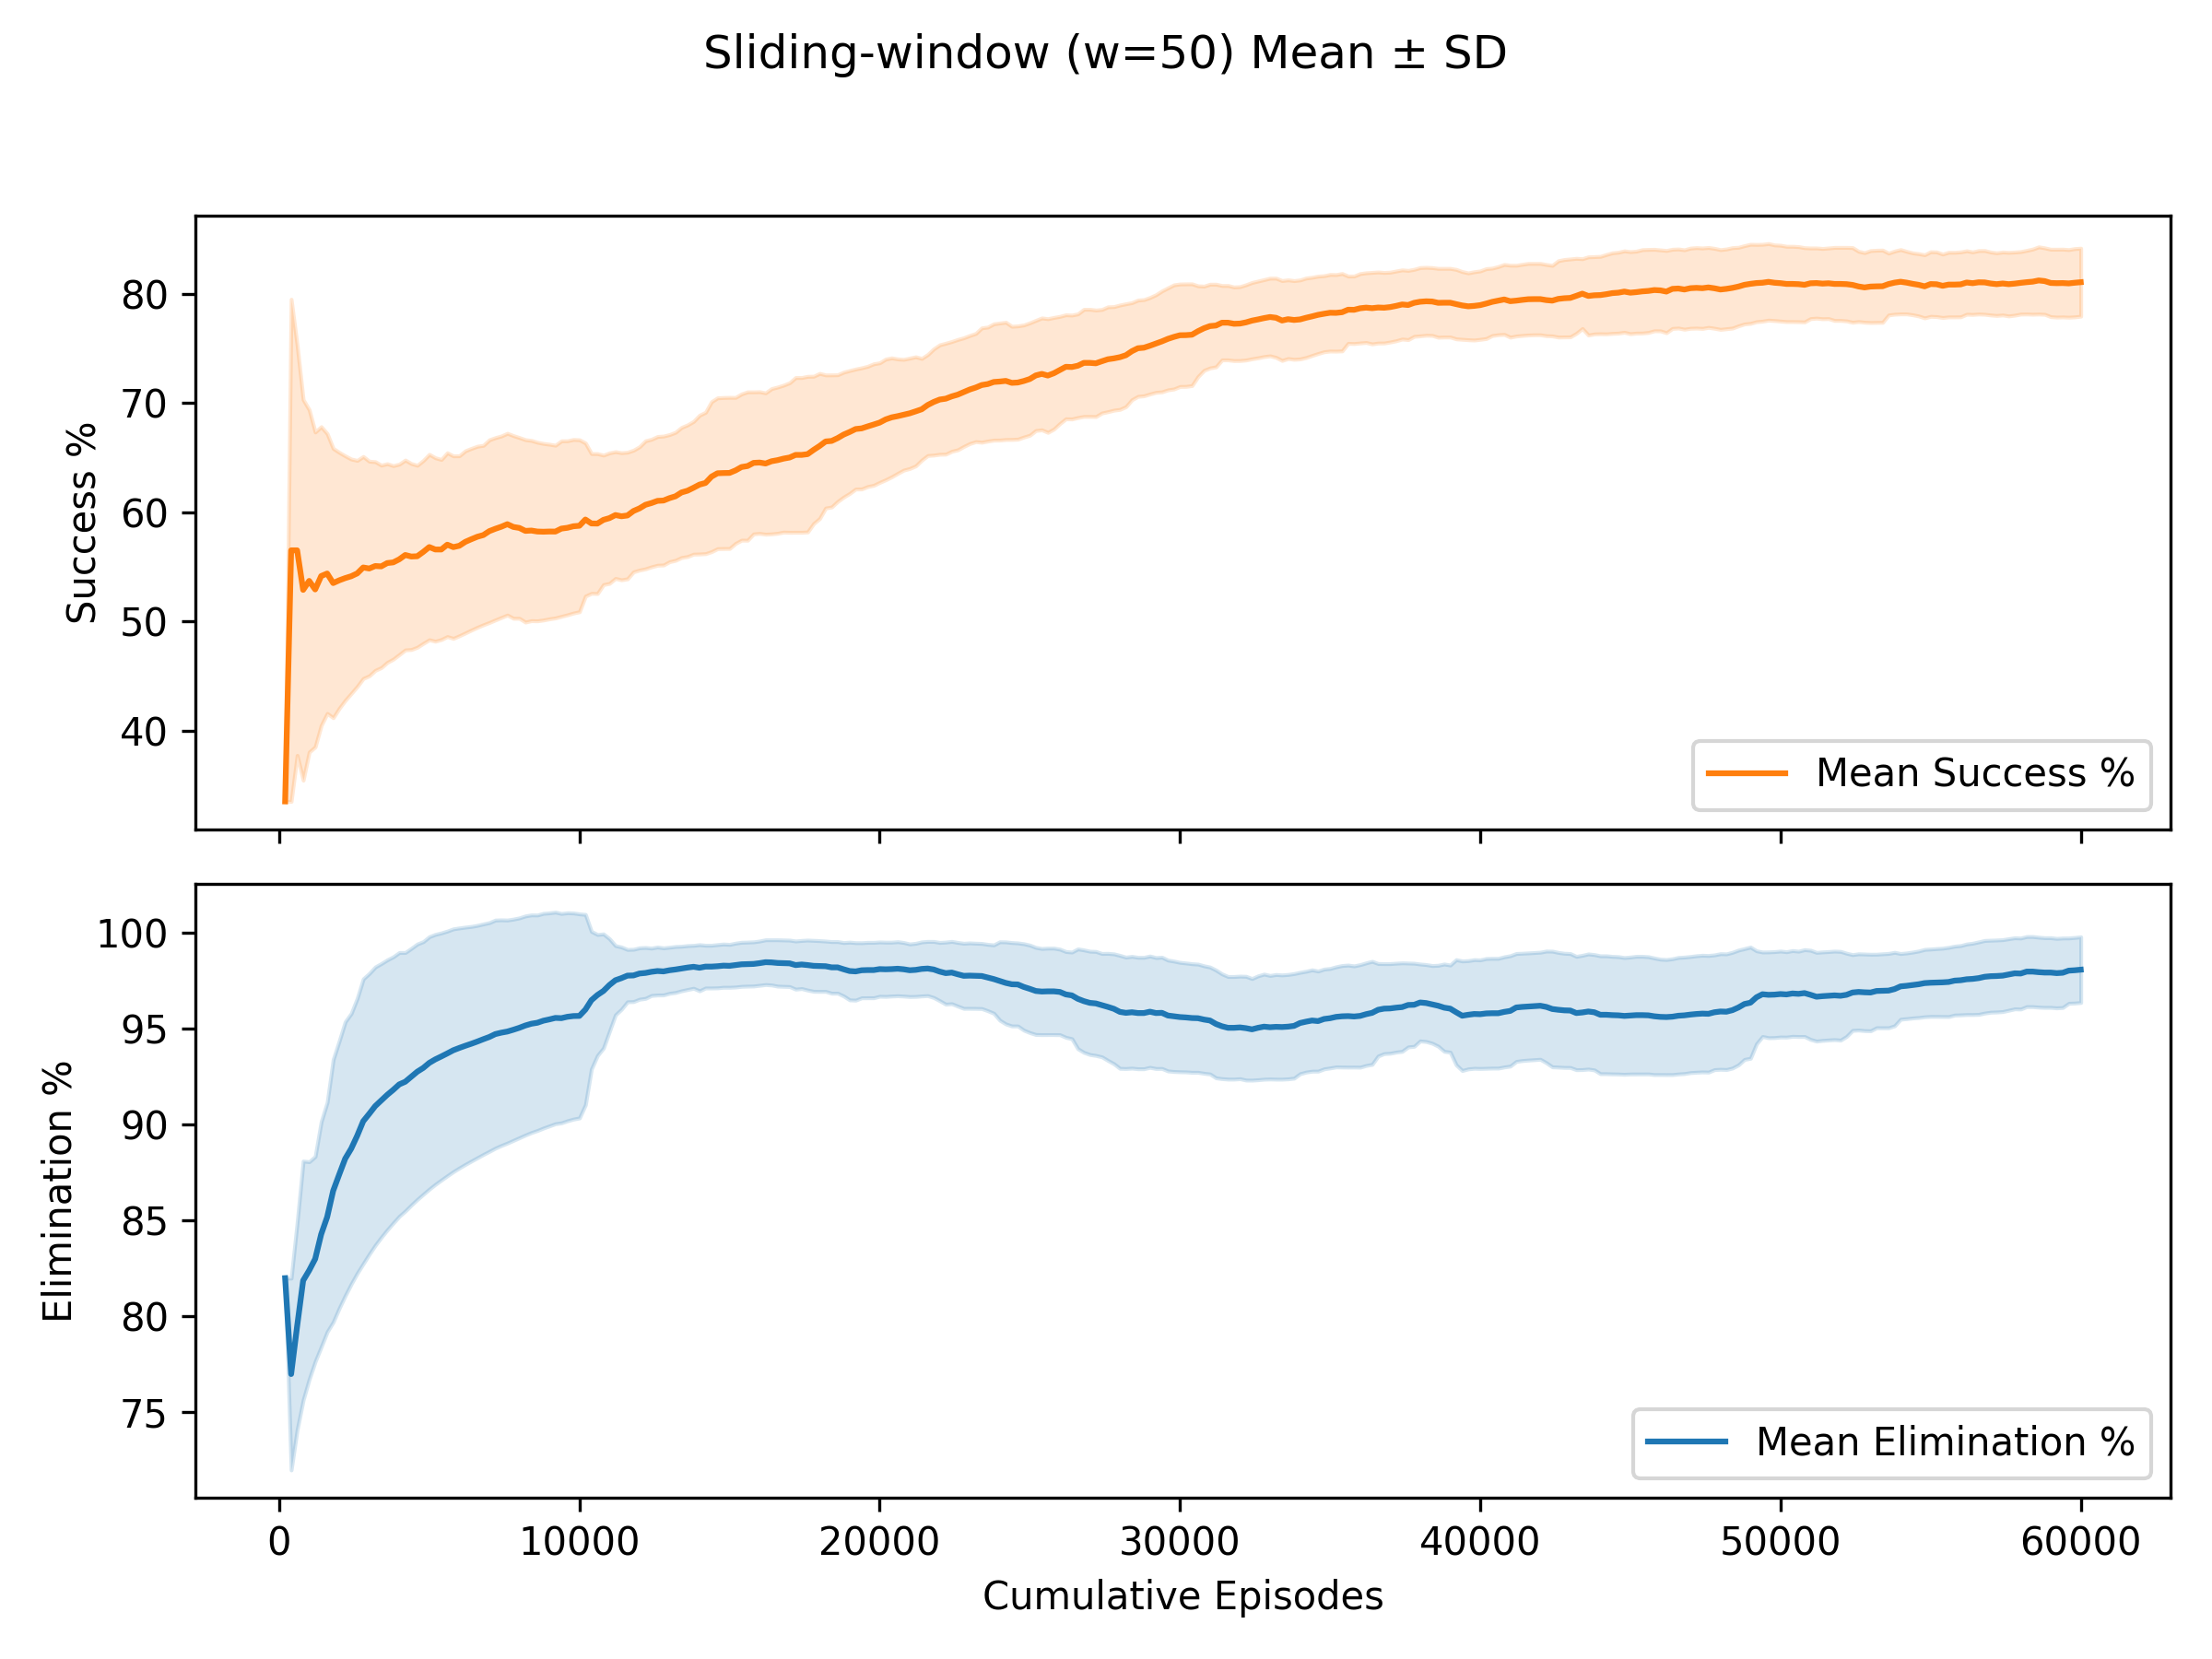 Sliding-window (w=50) Mean ± SD
Success %
80
70
60
50
40
Mean Success %
Elimination %
100
95
90
85
80
75
Mean Elimination %
0 10000 20000 30000 40000 50000 60000
Cumulative Episodes